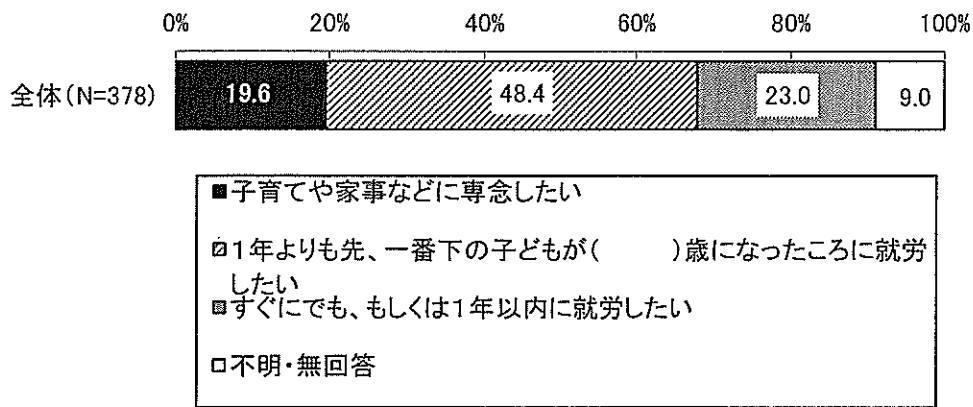 0% 20% 40% 60% 80% 100%
全体(N=378) 19.6 48.4 23.0 9.0
■子育てや家事などに専念したい
□1年よりも先、一番下の子どもが(　　　)歳になったころに就労
したい
■すぐにでも、もしくは1年以内に就労したい
□不明・無回答